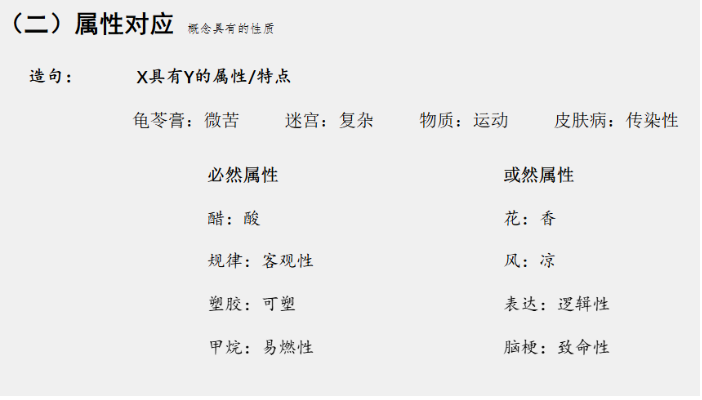 （二）属性对应 概念具有的性质
造句： X具有Y的属性/特点
龟苓膏：微苦 迷宫：复杂 物质：运动 皮肤病：传染性
必然属性 或然属性
醋：酸 花：香
规律：客观性 风：凉
塑胶：可塑 表达：逻辑性
甲烷：易燃性 脑梗：致命性